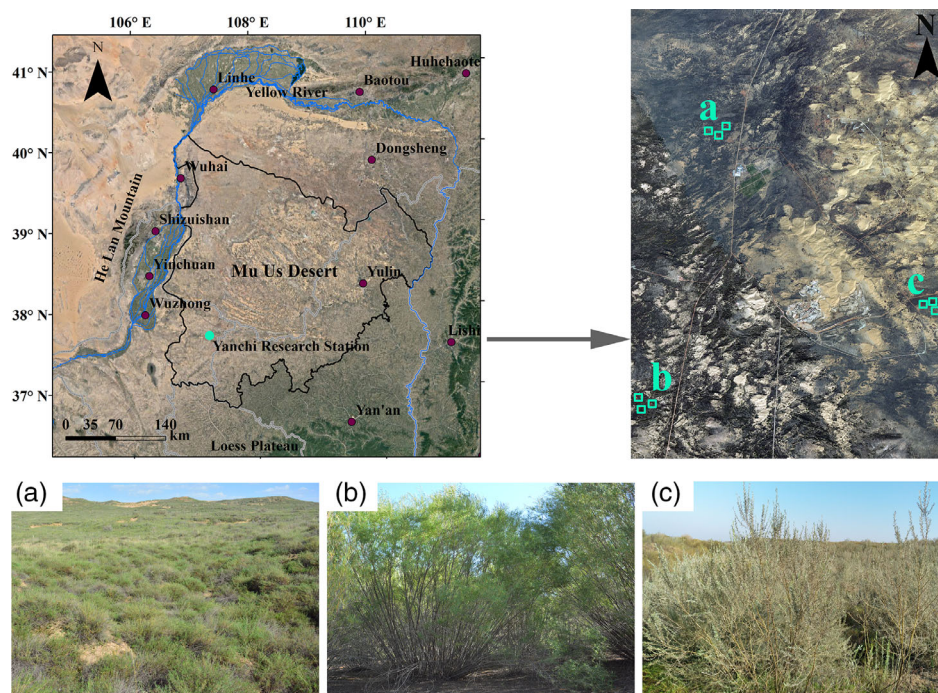 106° E
108° E
110° E
N
41° N
40° N
39° N
38° N
37° N
Huhehaote
Linhe
Baotou
Yellow River
Dongsheng
Wuhai
He Lan Mountain
Shizuishan
Yinchuan
Mu Us Desert
Yulin
Wuzhong
Yanchi Research Station
Lishi
Yan'an
0 35 70 140
km
Loess Plateau
N
a
c
b
(a)
(b)
(c)